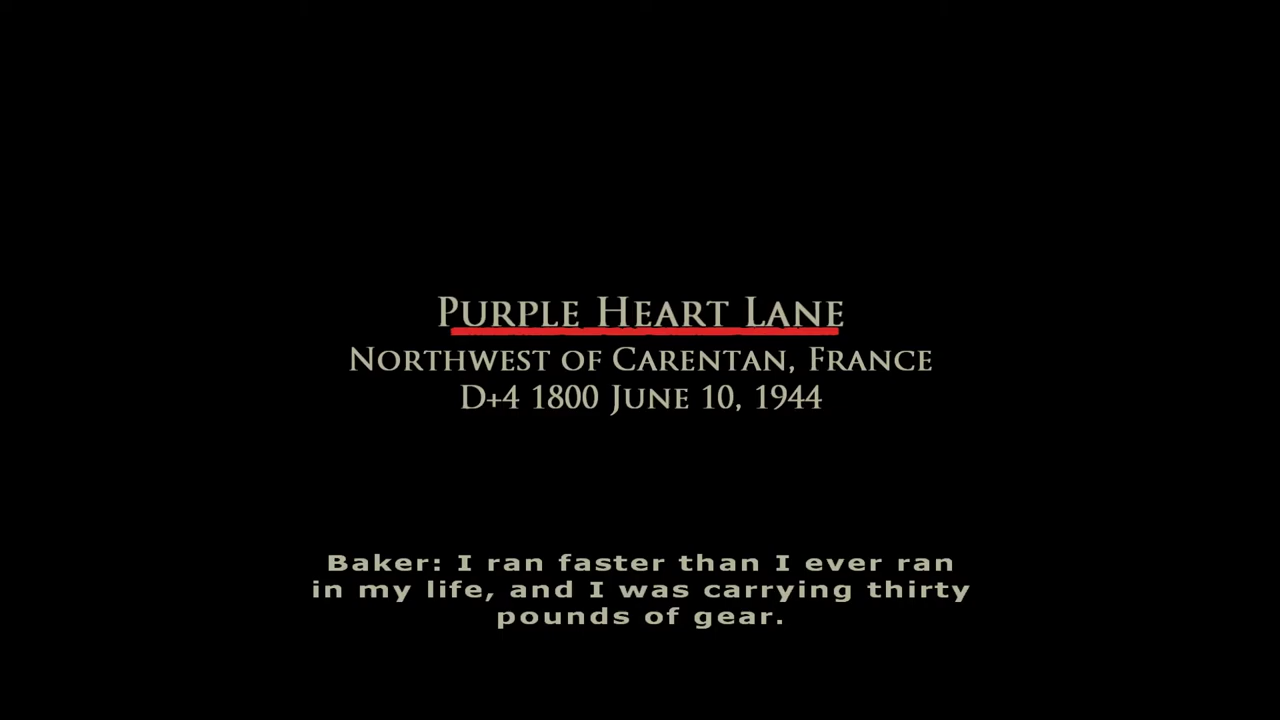 Purple Heart Lane
Northwest of Carentan, France
D+4 1800 June 10, 1944
Baker: I ran faster than I ever ran
in my life, and I was carrying thirty
pounds of gear.